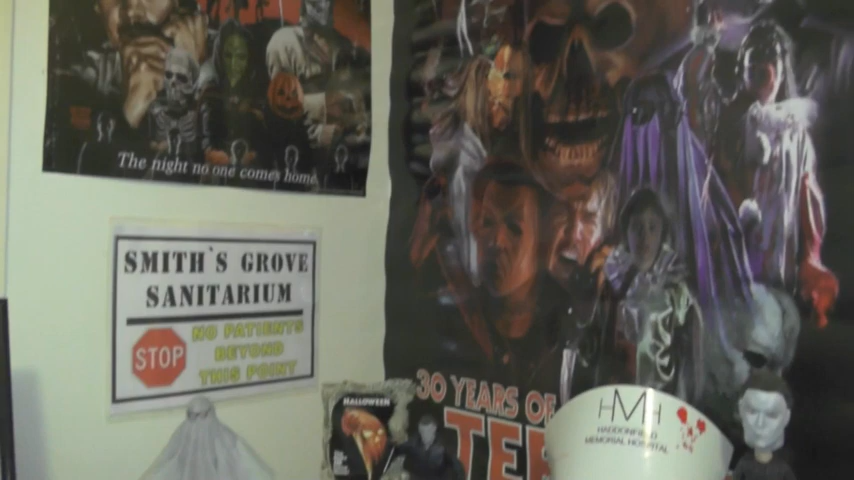 The night no one comes home
SMITH`S GROVE
SANITARIUM
STOP
NO PATIENTS
BEYOND
THIS POINT
HALLOWEEN
30 YEARS OF
TE
HMH
HADDONFIELD
MEMORIAL HOSPITAL